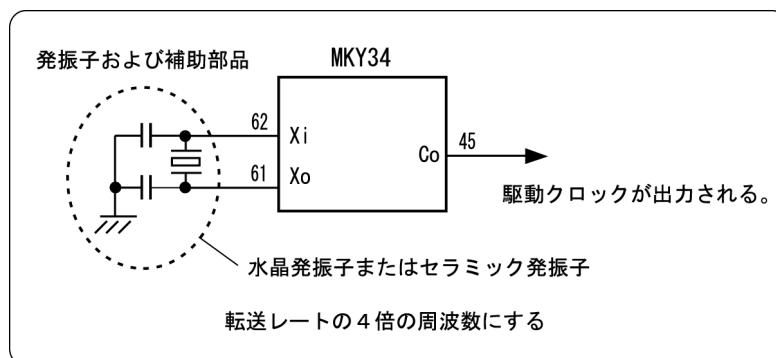 発振子および補助部品
MKY34
62
Xi
61
Xo
Co
45
駆動クロックが出力される。
水晶発振子またはセラミック発振子
転送レートの４倍の周波数にする